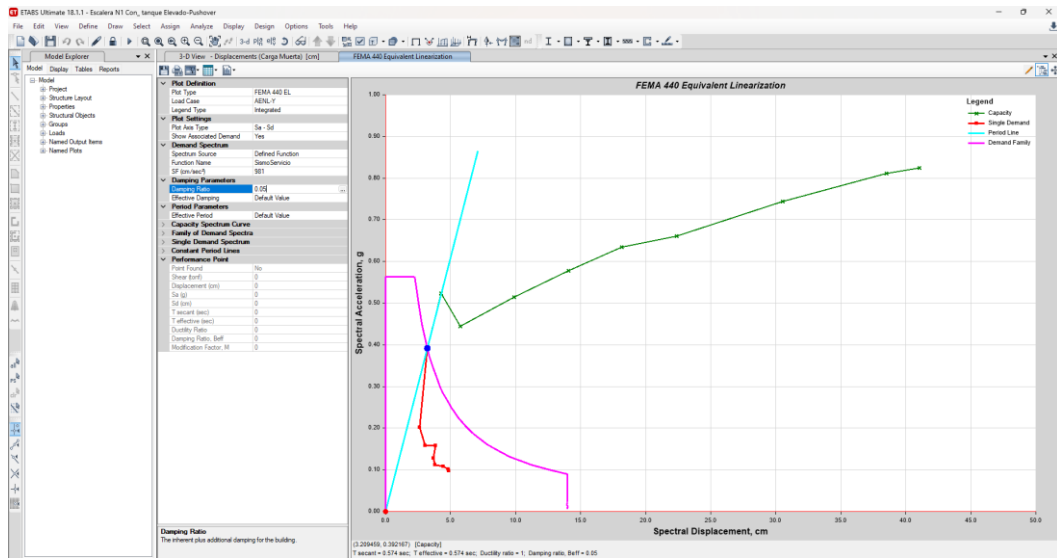 ETABS Ultimate 18.1.1 - Escalera N1 Con_ tanque Elevado-Pushover
File Edit View Define Draw Select Assign Analyze Display Design Options Tools Help
Model Explorer
3-D View - Displacements (Carga Muerta) [cm]
FEMA 440 Equivalent Linearization
Model Display Tables Reports
Model
Project
Structure Layout
Properties
Structural Objects
Groups
Loads
Named Output Items
Named Plots
Plot Definition
Plot Type FEMA 440 EL
Load Case AENL-Y
Legend Type Integrated
Plot Settings
Plot Axis Type Sa - Sd
Show Associated Demand Yes
Demand Spectrum
Spectrum Source Defined Function
Function Name SismoServicio
SF (cm/sec²) 981
Damping Parameters
Damping Ratio 0.05
Effective Damping Default Value
Period Parameters
Effective Period Default Value
Capacity Spectrum Curve
Family of Demand Spectra
Single Demand Spectrum
Constant Period Lines
Performance Point
Point Found No
Shear (tonf) 0
Displacement (cm) 0
Sa (g) 0
Sd (cm) 0
T secant (sec) 0
T effective (sec) 0
Ductility Ratio 0
Damping Ratio, Beff 0
Modification Factor, M 0
Damping Ratio
The inherent plus additional damping for the building.
FEMA 440 Equivalent Linearization
Legend
Capacity
Single Demand
Period Line
Demand Family
Spectral Acceleration, g
1.00
0.90
0.80
0.70
0.60
0.50
0.40
0.30
0.20
0.10
0.00
0.0 5.0 10.0 15.0 20.0 25.0 30.0 35.0 40.0 45.0 50.0
Spectral Displacement, cm
(3.209459, 0.392167) [Capacity]
T secant = 0.574 sec; T effective = 0.574 sec; Ductility ratio = 1; Damping ratio, Beff = 0.05